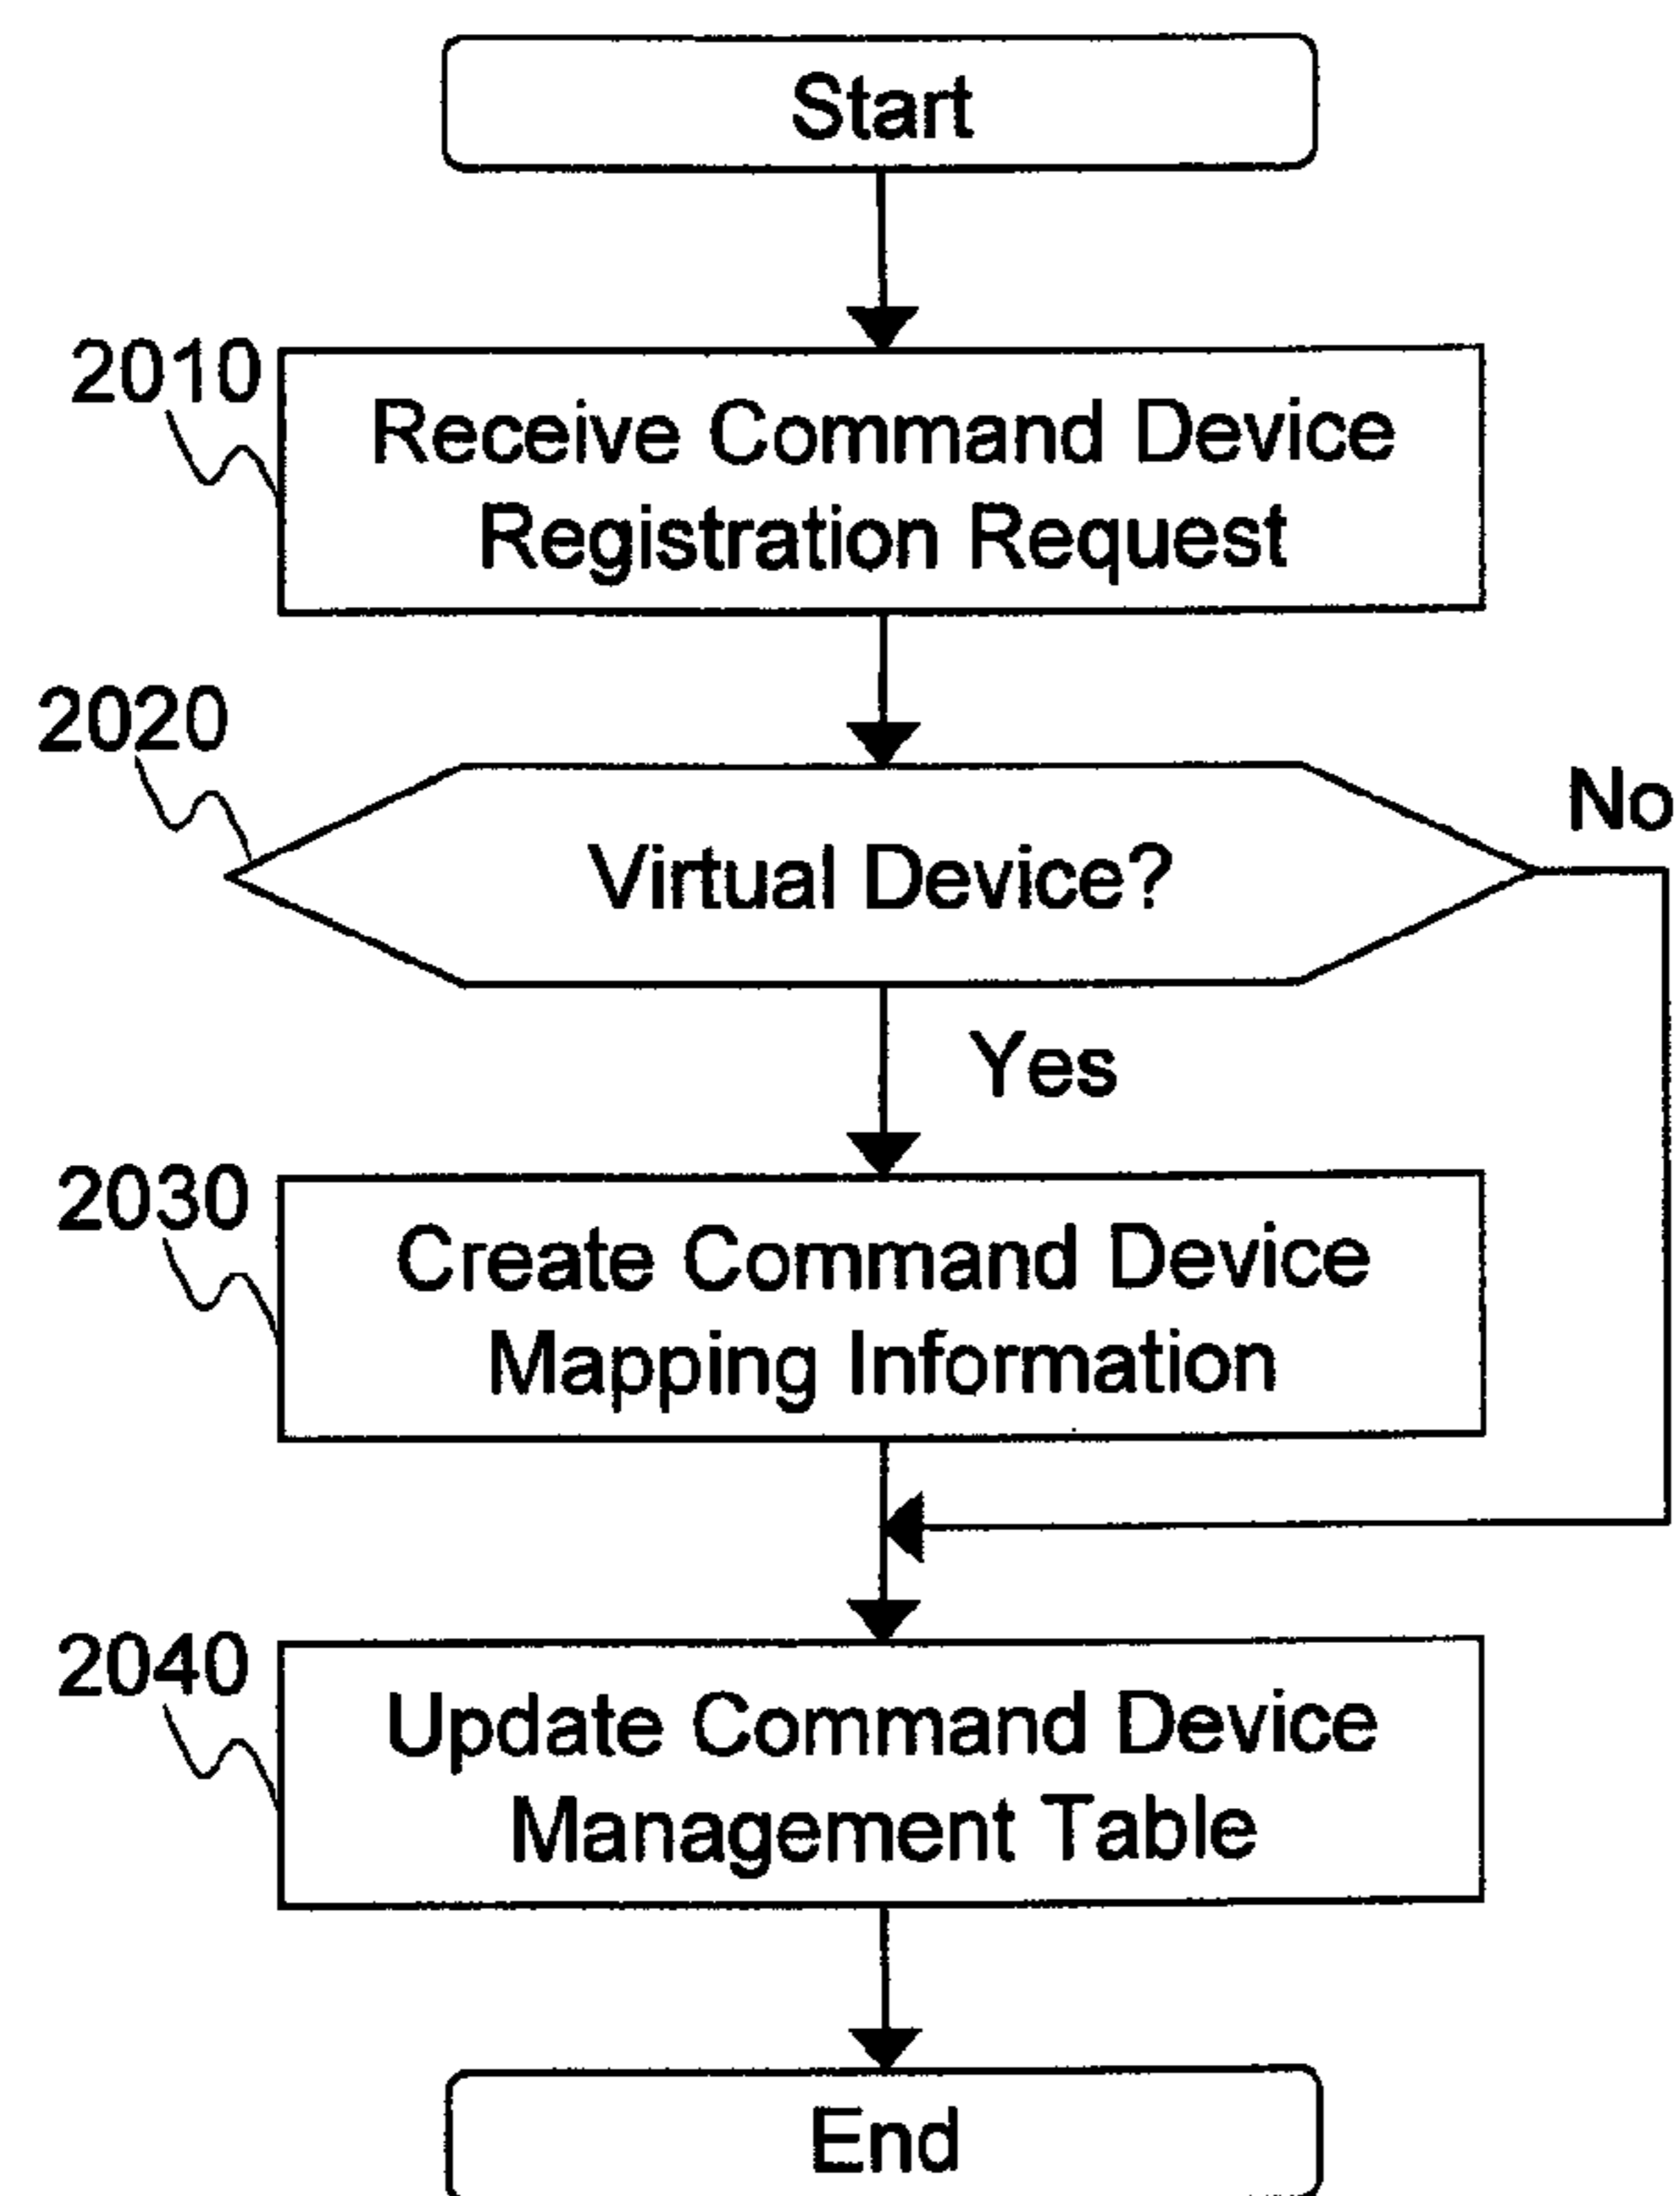 Start
2010
Receive Command Device
Registration Request
2020
Virtual Device?
No
Yes
2030
Create Command Device
Mapping Information
2040
Update Command Device
Management Table
End